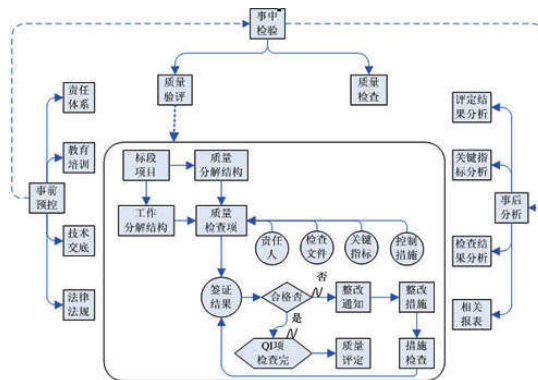 事中
检验
质量
验评
质量
检查
责任
体系
教育
培训
事前
预控
技术
交底
法律
法规
标段
项目
质量
分解结构
工作
分解结构
质量
检查项
责任
人
检查
文件
关键
指标
控制
措施
签证
结果
合格否
否
是
整改
通知
整改
措施
QI项
检查完
质量
评定
措施
检查
评定结
果分析
关键指
标分析
事后
分析
检查结
果分析
相关
报表